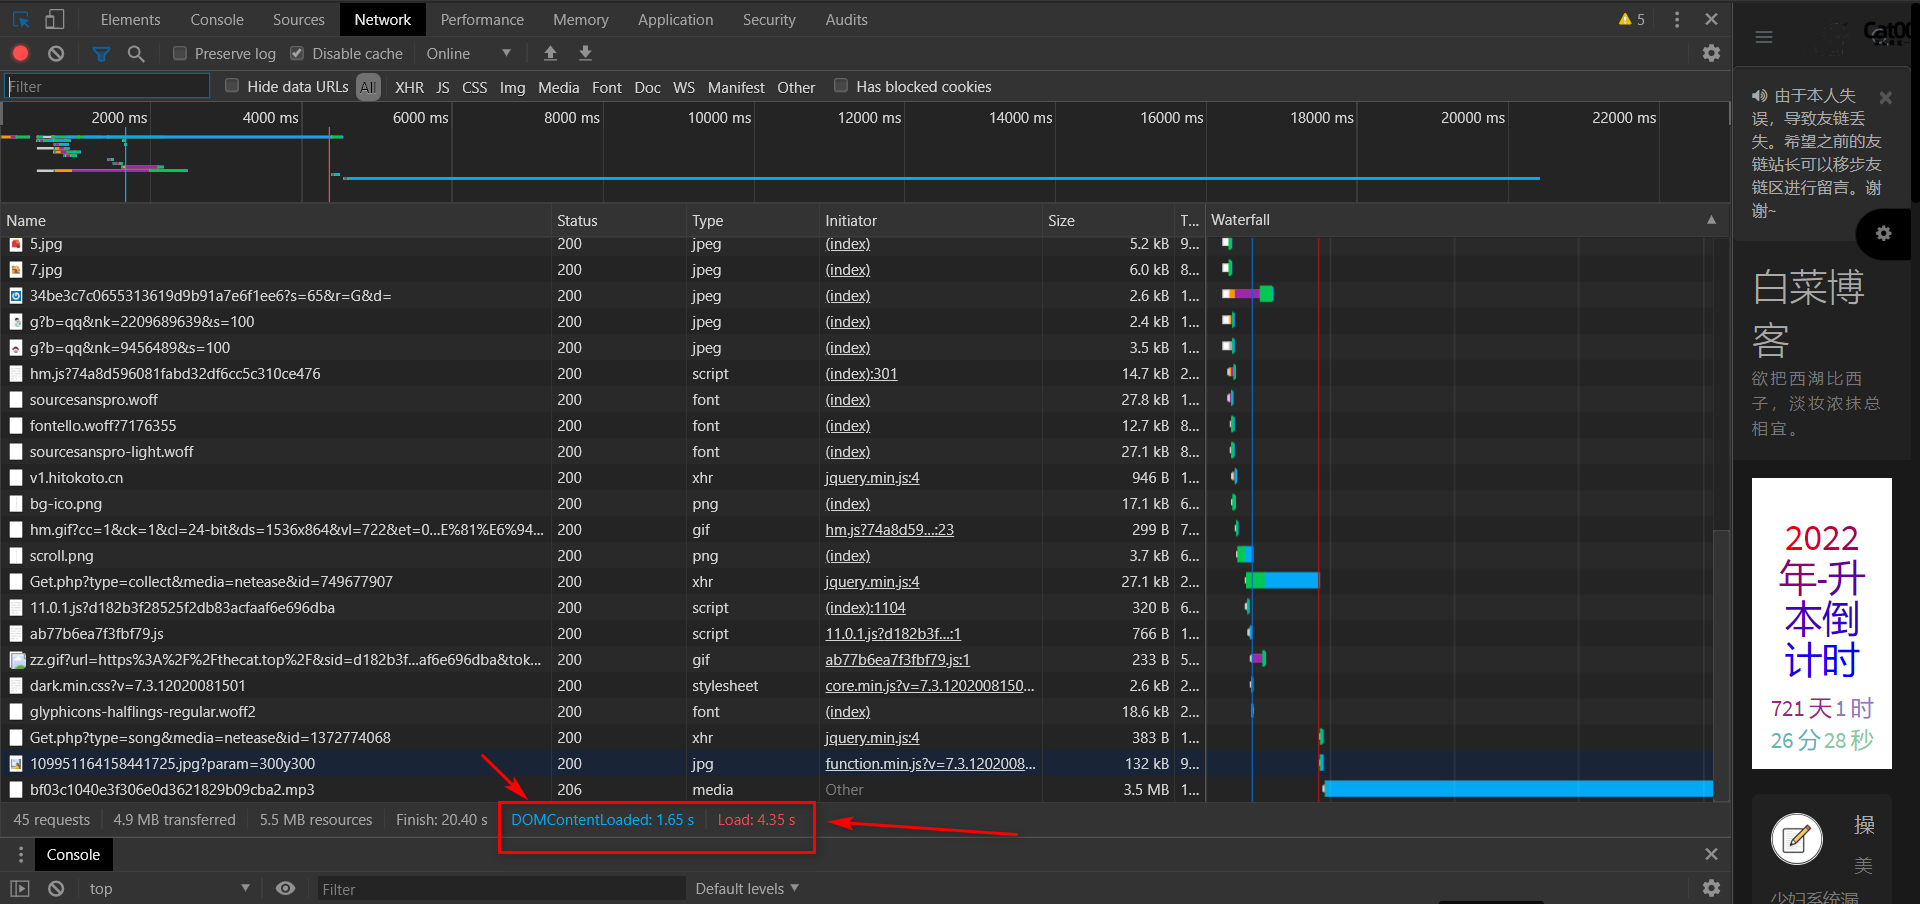 Elements Console Sources Network Performance Memory Application Security Audits 5
Preserve log Disable cache Online
Filter Hide data URLs All XHR JS CSS Img Media Font Doc WS Manifest Other Has blocked cookies
2000 ms 4000 ms 6000 ms 8000 ms 10000 ms 12000 ms 14000 ms 16000 ms 18000 ms 20000 ms 22000 ms
Name Status Type Initiator Size T... Waterfall
5.jpg 200 jpeg (index) 5.2 kB 9...
7.jpg 200 jpeg (index) 6.0 kB 8...
34be3c7c0655313619d9b91a7e6f1ee6?s=65&r=G&d= 200 jpeg (index) 2.6 kB 1...
g?b=qq&nk=2209689639&s=100 200 jpeg (index) 2.4 kB 1...
g?b=qq&nk=9456489&s=100 200 jpeg (index) 3.5 kB 1...
hm.js?74a8d596081fabd32df6cc5c310ce476 200 script (index):301 14.7 kB 2...
sourcesanspro.woff 200 font (index) 27.8 kB 1...
fontello.woff?7176355 200 font (index) 12.7 kB 8...
sourcesanspro-light.woff 200 font (index) 27.1 kB 8...
v1.hitokoto.cn 200 xhr jquery.min.js:4 946 B 1...
bg-ico.png 200 png (index) 17.1 kB 6...
hm.gif?cc=1&ck=1&cl=24-bit&ds=1536x864&vl=722&et=0...E%81%E6%94... 200 gif hm.js?74a8d59...:23 299 B 7...
scroll.png 200 png (index) 3.7 kB 6...
Get.php?type=collect&media=netease&id=749677907 200 xhr jquery.min.js:4 27.1 kB 2...
11.0.1.js?d182b3f28525f2db83acfaaf6e696dba 200 script (index):1104 320 B 6...
ab77b6ea7f3fbf79.js 200 script 11.0.1.js?d182b3f...:1 766 B 1...
zz.gif?url=https%3A%2F%2Fthecat.top%2F&sid=d182b3f...af6e696dba&tok... 200 gif ab77b6ea7f3fbf79.js:1 233 B 5...
dark.min.css?v=7.3.12020081501 200 stylesheet core.min.js?v=7.3.1202008150... 2.6 kB 2...
glyphicons-halflings-regular.woff2 200 font (index) 18.6 kB 2...
Get.php?type=song&media=netease&id=1372774068 200 xhr jquery.min.js:4 383 B 1...
109951164158441725.jpg?param=300y300 200 jpg function.min.js?v=7.3.1202008... 132 kB 9...
bf03c1040e3f306e0d3621829b09cba2.mp3 206 media Other 3.5 MB 1...
45 requests 4.9 MB transferred 5.5 MB resources Finish: 20.40 s DOMContentLoaded: 1.65 s Load: 4.35 s
Console
top Filter Default levels
由于本人失
误，导致友链丢
失。希望之前的友
链站长可以移步友
链区进行留言。谢
谢~
白菜博
客
欲把西湖比西
子，淡妆浓抹总
相宜。
2022
年-升
本倒
计时
721天1时
26分28秒
操
美